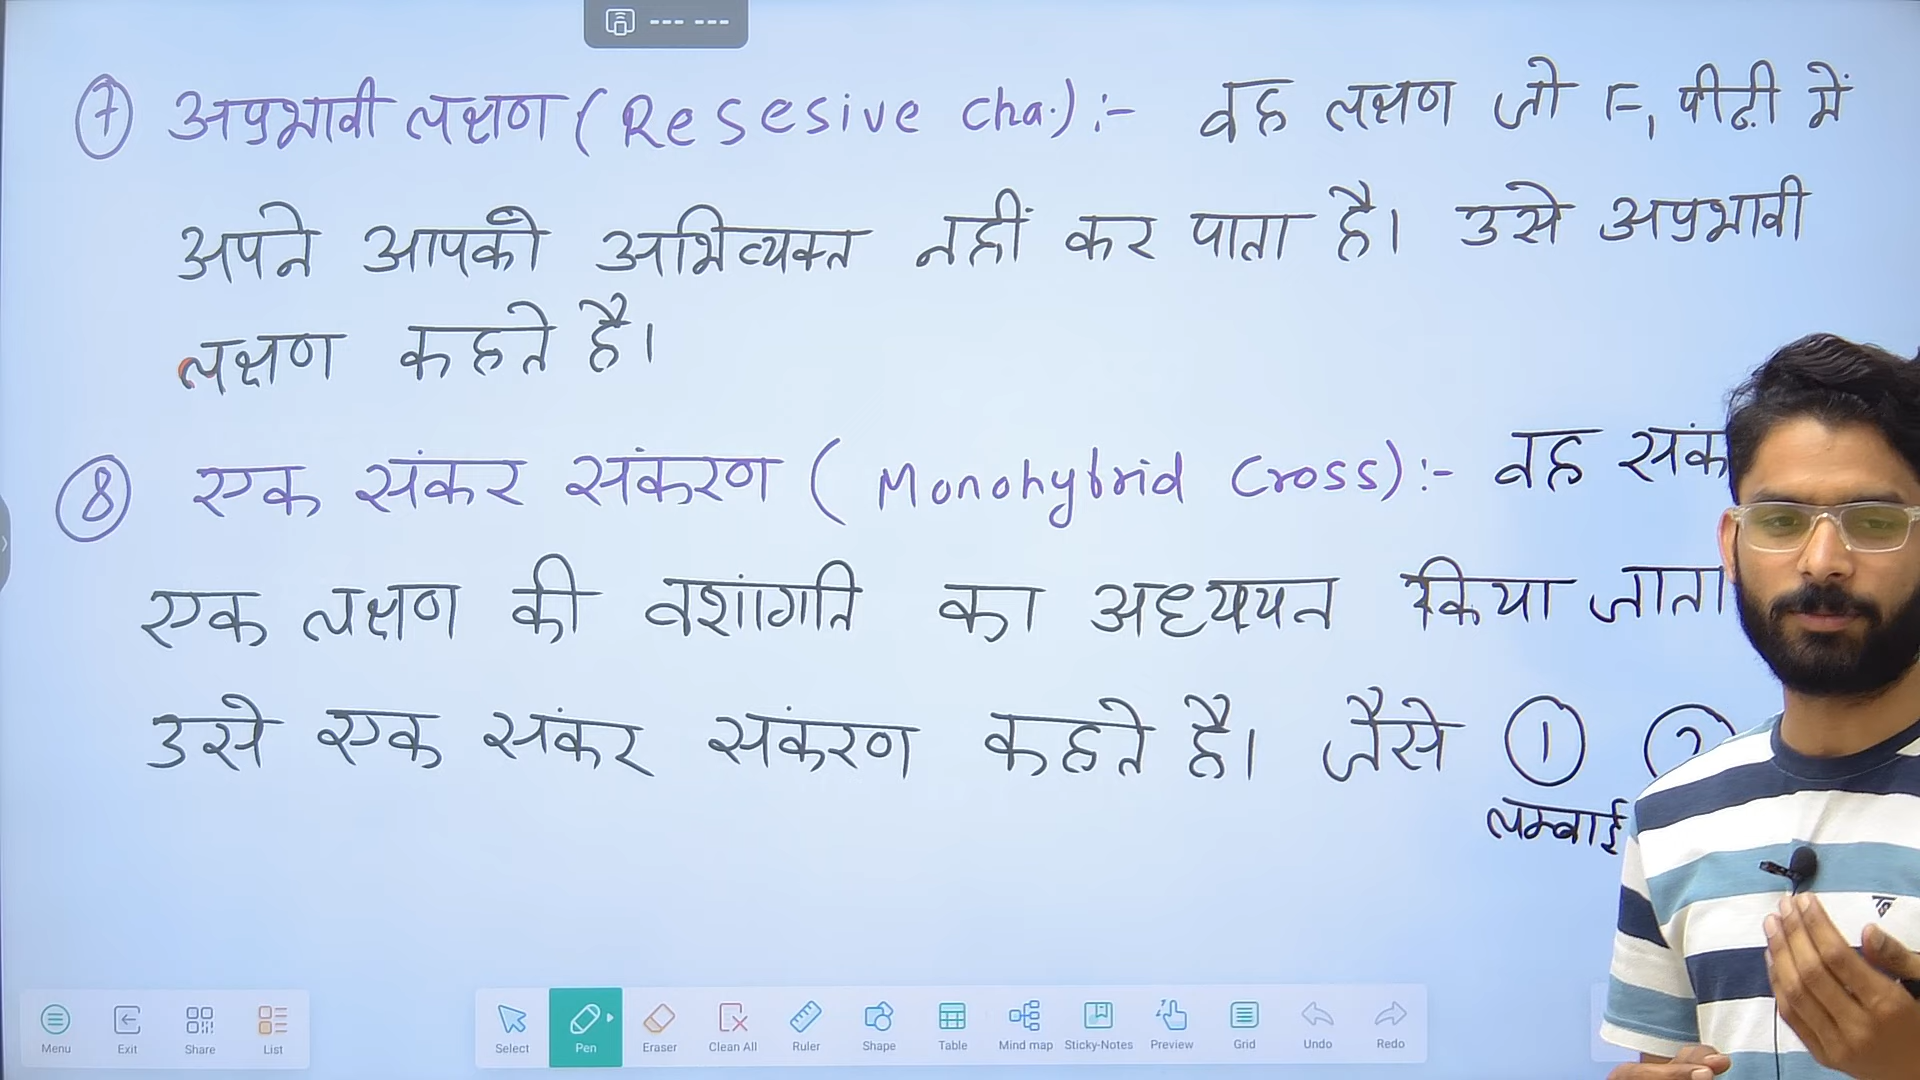 ⑦ अप्रभावी लक्षण (Resesive Cha.) :- वह लक्षण जो F₁ पीढ़ी में
अपने आपको अभिव्यक्त नहीं कर पाता है। उसे अप्रभावी
लक्षण कहते है।
⑧ एक संकर संकरण (Monohybrid Cross) :- वह संक
एक लक्षण की वशांगति का अध्ययन किया जाता
उसे एक संकर संकरण कहते है। जैसे ① ②
लम्बाई
Menu Exit Share List Select Pen Eraser Clean All Ruler Shape Table Mind map Sticky-Notes Preview Grid Undo Redo